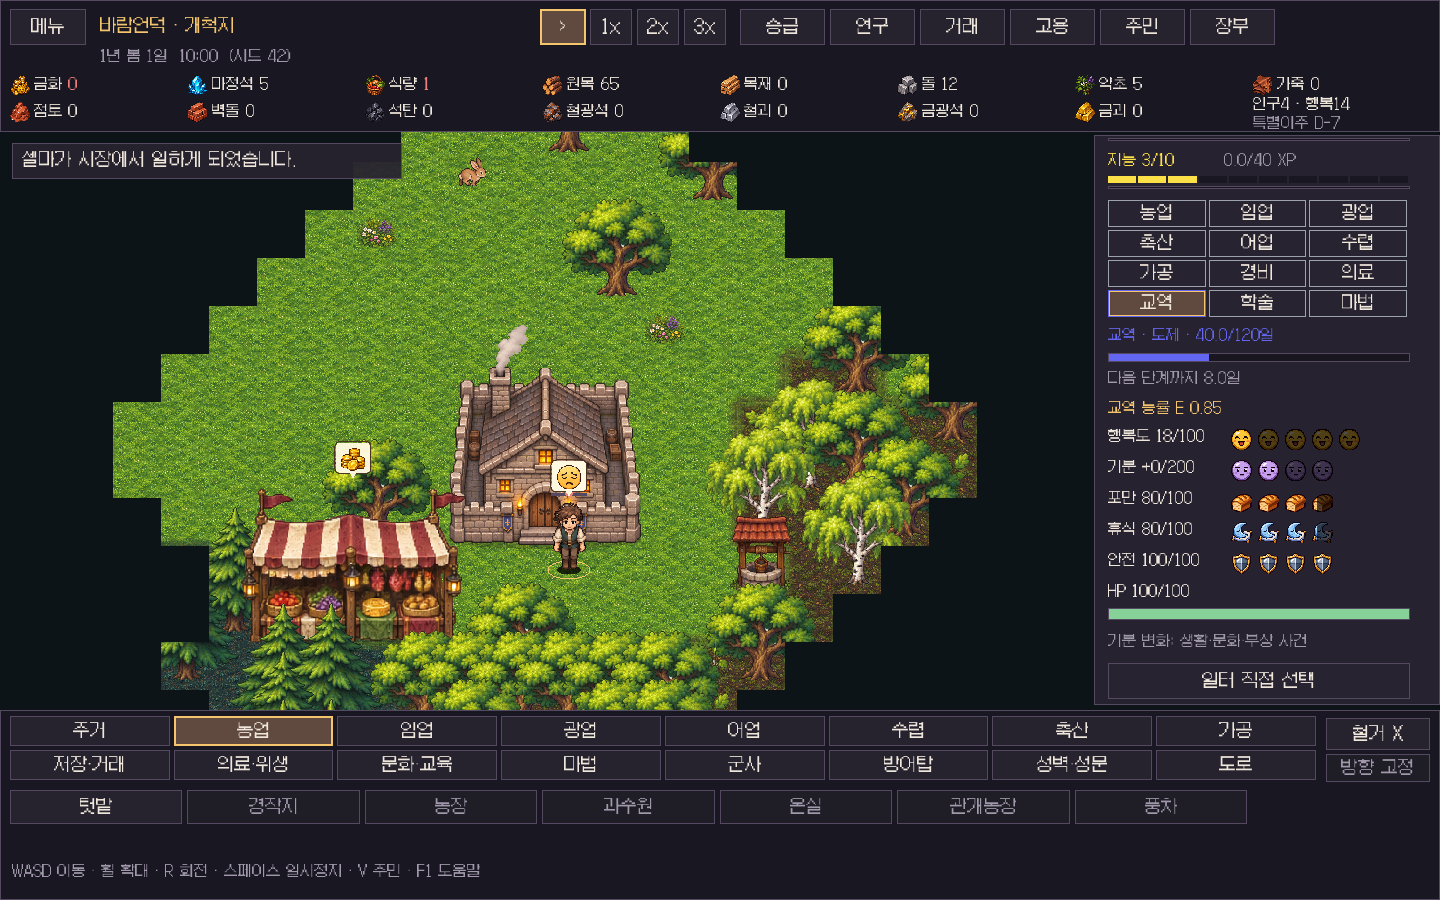 메뉴
바람언덕 · 개척지
1년 봄 1일 10:00 (시드 42)
> 1x 2x 3x 승급 연구 거래 고용 주민 장부
금화 0 마정석 5 식량 1 원목 65 목재 0 돌 12 약초 5 가죽 0
점토 0 벽돌 0 석탄 0 철광석 0 철괴 0 금광석 0 금괴 0
인구4 · 행복14
특별이주 D-7
셀마가 시장에서 일하게 되었습니다.
지능 3/10 0.0/40 XP
농업 임업 광업
축산 어업 수렵
가공 경비 의료
교역 학술 마법
교역 · 도제 · 40.0/120일
다음 단계까지 8.0일
교역 능률 E 0.85
행복도 18/100
기분 +0/200
포만 80/100
휴식 80/100
안전 100/100
HP 100/100
기분 변화: 생활·문화·부상 사건
일터 직접 선택
주거 농업 임업 광업 어업 수렵 축산 가공 철거 X
저장·거래 의료·위생 문화·교육 마법 군사 방어탑 성벽·성문 도로 방향 고정
텃밭 경작지 농장 과수원 온실 관개농장 풍차
WASD 이동 · 휠 확대 · R 회전 · 스페이스 일시정지 · V 주민 · F1 도움말